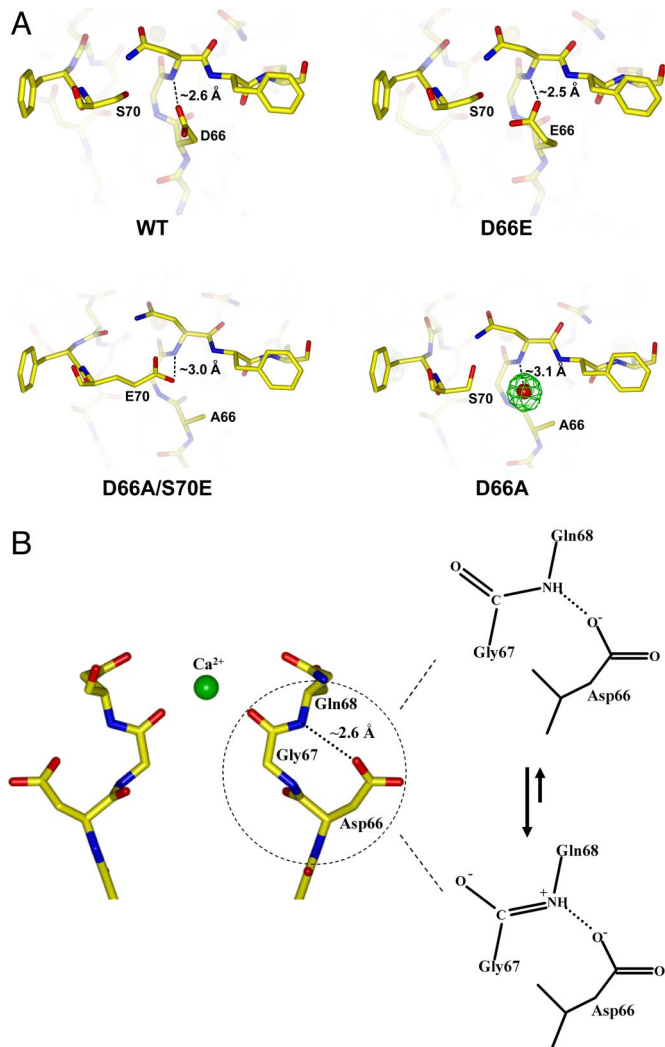 A
~2.6 Å
S70
D66
WT
~2.5 Å
S70
E66
D66E
~3.0 Å
E70
A66
D66A/S70E
~3.1 Å
S70
A66
D66A
B
Ca²⁺
Gln68
~2.6 Å
Gly67
Asp66
Gln68
O
C
NH
O⁻
Gly67
O
Asp66
Gln68
O⁻
+
C
NH
O⁻
Gly67
O
Asp66